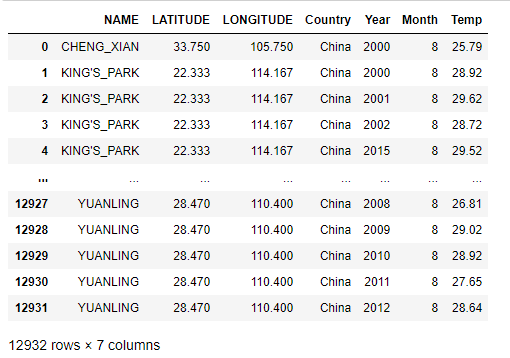 NAME LATITUDE LONGITUDE Country Year Month Temp
0 CHENG_XIAN 33.750 105.750 China 2000 8 25.79
1 KING'S_PARK 22.333 114.167 China 2000 8 28.92
2 KING'S_PARK 22.333 114.167 China 2001 8 29.62
3 KING'S_PARK 22.333 114.167 China 2002 8 28.72
4 KING'S_PARK 22.333 114.167 China 2015 8 29.52
... ... ... ... ... ... ... ...
12927 YUANLING 28.470 110.400 China 2008 8 26.81
12928 YUANLING 28.470 110.400 China 2009 8 29.02
12929 YUANLING 28.470 110.400 China 2010 8 28.92
12930 YUANLING 28.470 110.400 China 2011 8 27.65
12931 YUANLING 28.470 110.400 China 2012 8 28.64
12932 rows × 7 columns